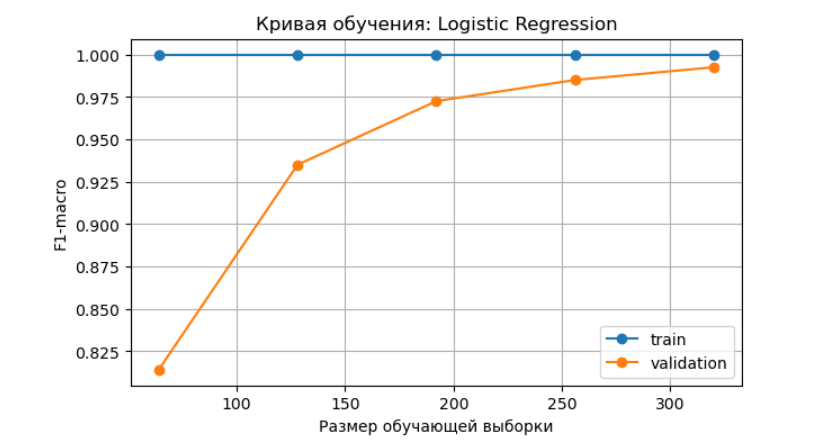 Кривая обучения: Logistic Regression
F1-macro
1.000
0.975
0.950
0.925
0.900
0.875
0.850
0.825
train
validation
100 150 200 250 300
Размер обучающей выборки